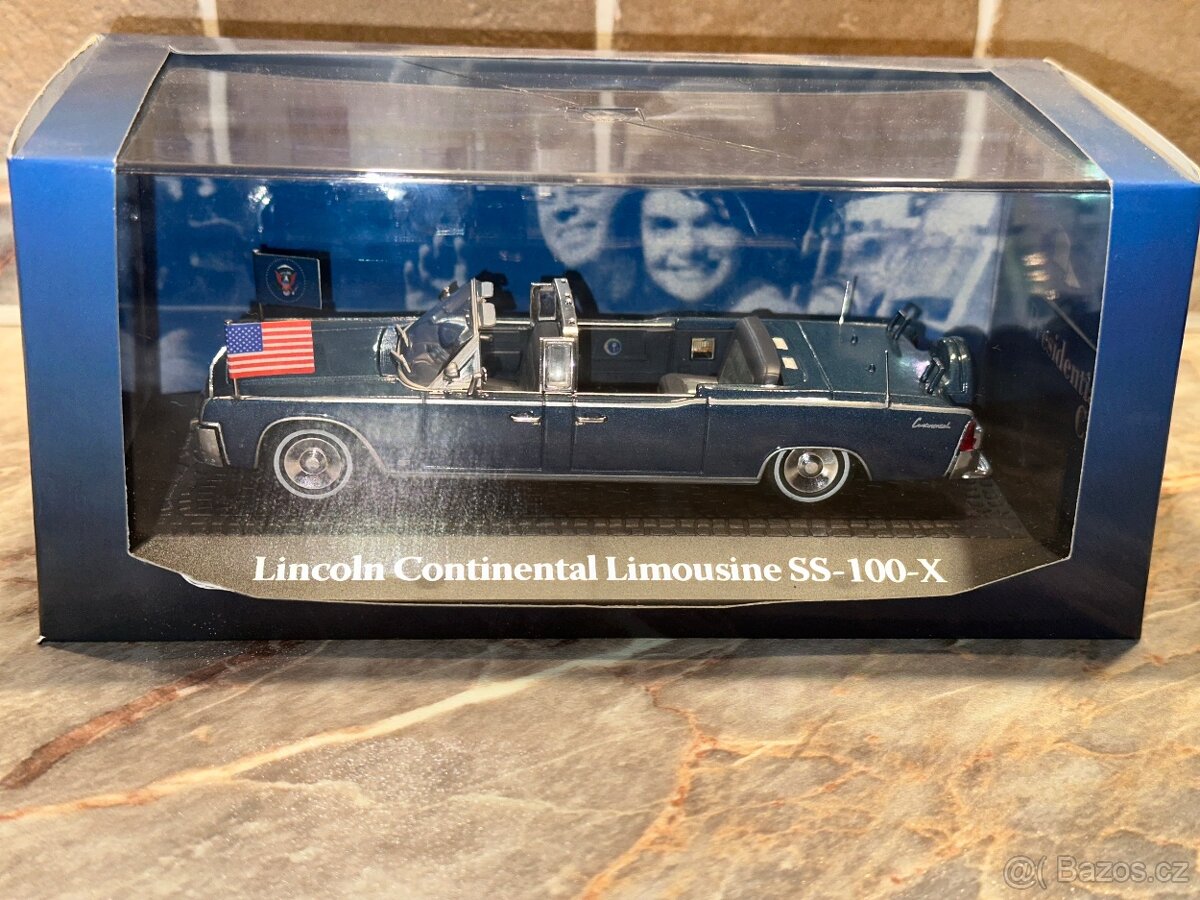 Continental
Lincoln Continental Limousine SS-100-X
@( Bazos.cz